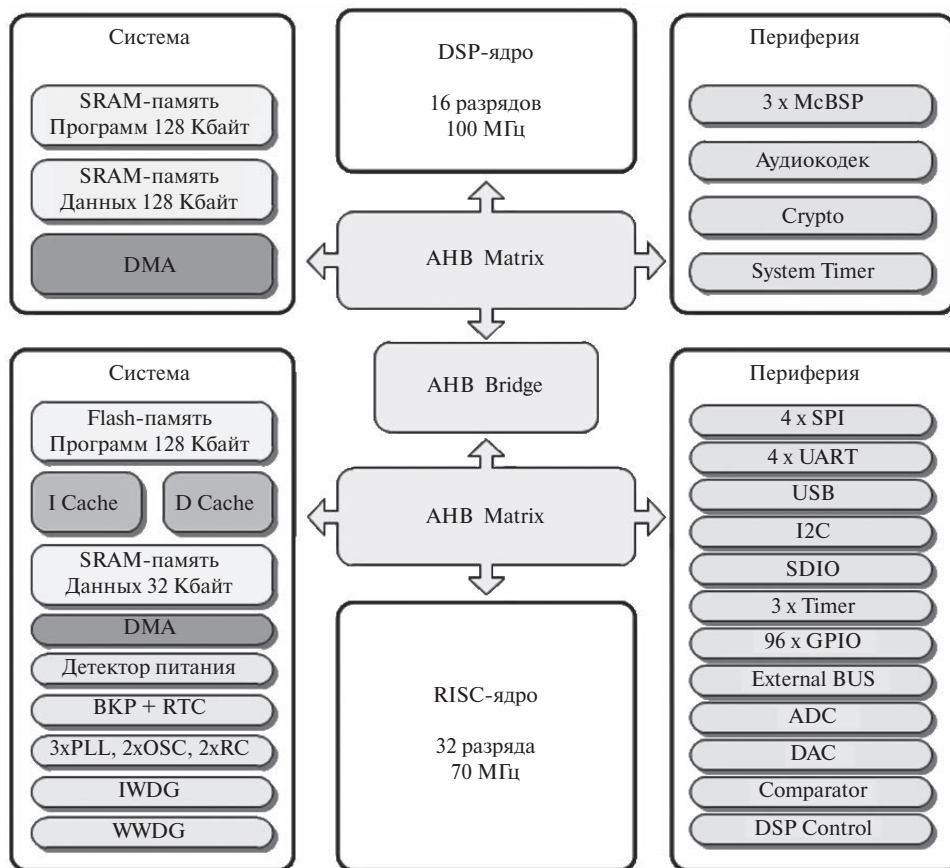 Система
SRAM-память
Программ 128 Кбайт
SRAM-память
Данных 128 Кбайт
DMA
DSP-ядро
16 разрядов
100 МГц
AHB Matrix
Периферия
3 x McBSP
Аудиокодек
Crypto
System Timer
AHB Bridge
Система
Flash-память
Программ 128 Кбайт
I Cache
D Cache
SRAM-память
Данных 32 Кбайт
DMA
Детектор питания
BKP + RTC
3xPLL, 2xOSC, 2xRC
IWDG
WWDG
AHB Matrix
RISC-ядро
32 разряда
70 МГц
Периферия
4 x SPI
4 x UART
USB
I2C
SDIO
3 x Timer
96 x GPIO
External BUS
ADC
DAC
Comparator
DSP Control